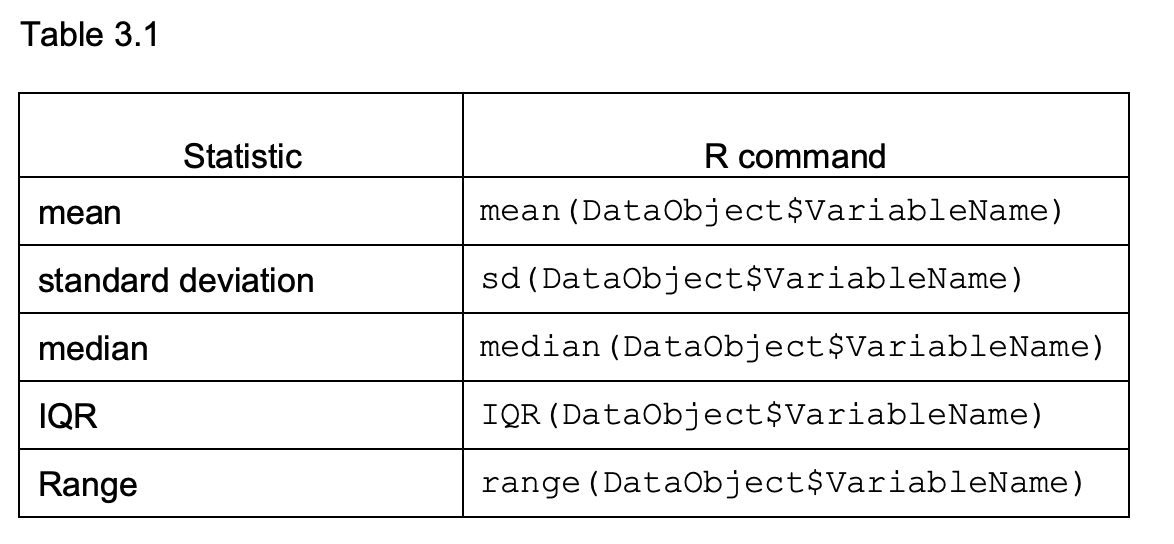 Table 3.1
Statistic R command
mean mean(DataObject$VariableName)
standard deviation sd(DataObject$VariableName)
median median(DataObject$VariableName)
IQR IQR(DataObject$VariableName)
Range range(DataObject$VariableName)